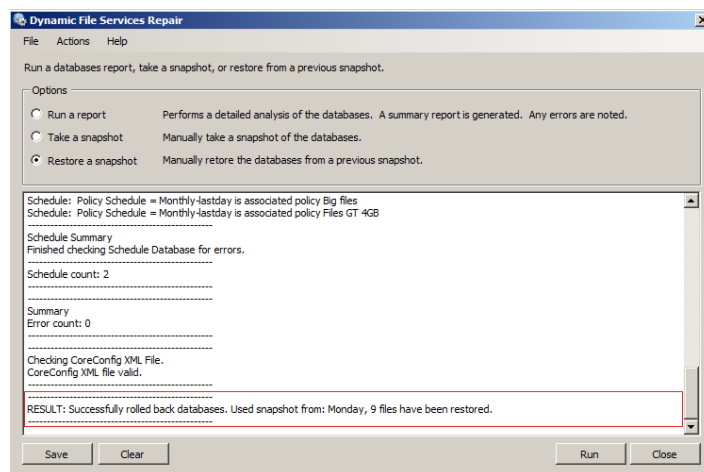 Dynamic File Services Repair
File Actions Help
Run a databases report, take a snapshot, or restore from a previous snapshot.
Options
Run a report Performs a detailed analysis of the databases. A summary report is generated. Any errors are noted.
Take a snapshot Manually take a snapshot of the databases.
Restore a snapshot Manually retore the databases from a previous snapshot.
Schedule: Policy Schedule = Monthly-lastday is associated policy Big files
Schedule: Policy Schedule = Monthly-lastday is associated policy Files GT 4GB
--------------------------------------------------
Schedule Summary
Finished checking Schedule Database for errors.
--------------------------------------------------
Schedule count: 2
--------------------------------------------------
--------------------------------------------------
Summary
Error count: 0
--------------------------------------------------
--------------------------------------------------
Checking CoreConfig XML File.
CoreConfig XML file valid.
--------------------------------------------------
--------------------------------------------------
RESULT: Successfully rolled back databases. Used snapshot from: Monday, 9 files have been restored.
--------------------------------------------------
Save Clear Run Close